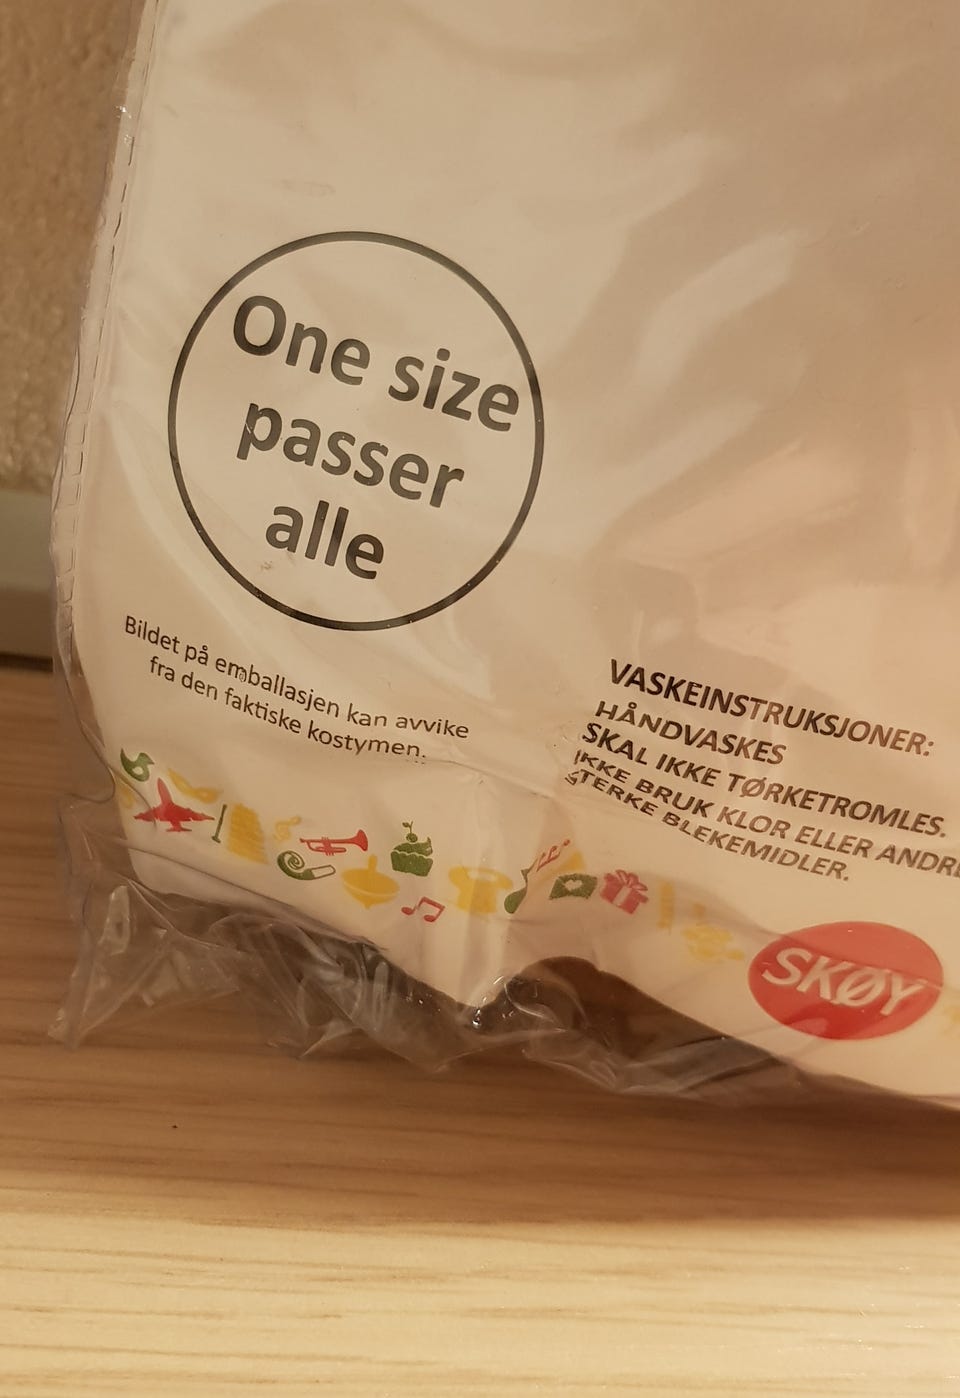 One size
passer
alle
Bildet på emballasjen kan avvike
fra den faktiske kostymen.
VASKEINSTRUKSJONER:
HÅNDVASKES
SKAL IKKE TØRKETROMLES.
IKKE BRUK KLOR ELLER ANDRE
STERKE BLEKEMIDLER.
SKØY